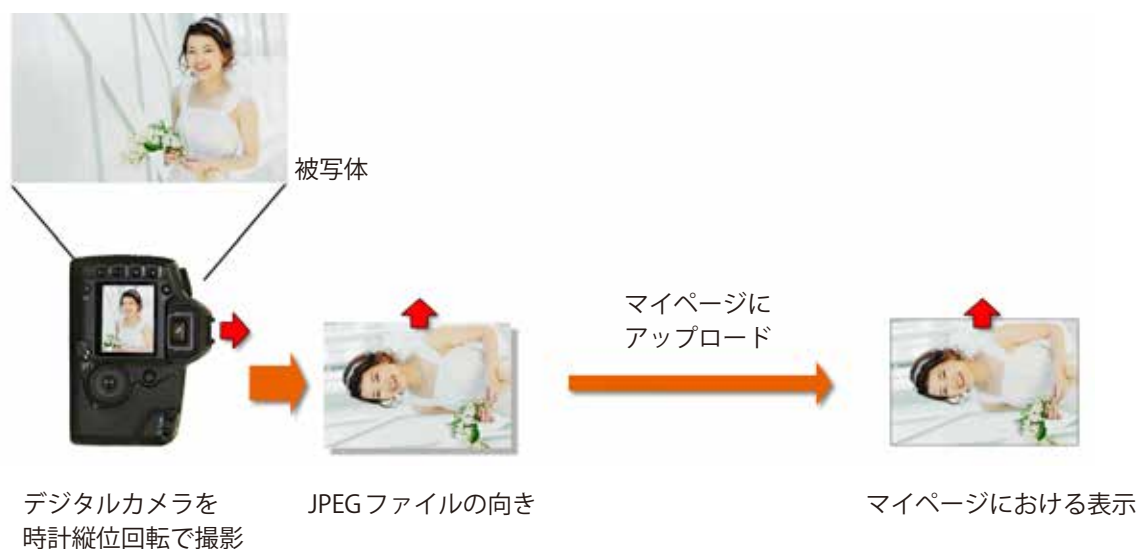 被写体
マイページに
アップロード
デジタルカメラを
時計縦位回転で撮影
JPEGファイルの向き
マイページにおける表示